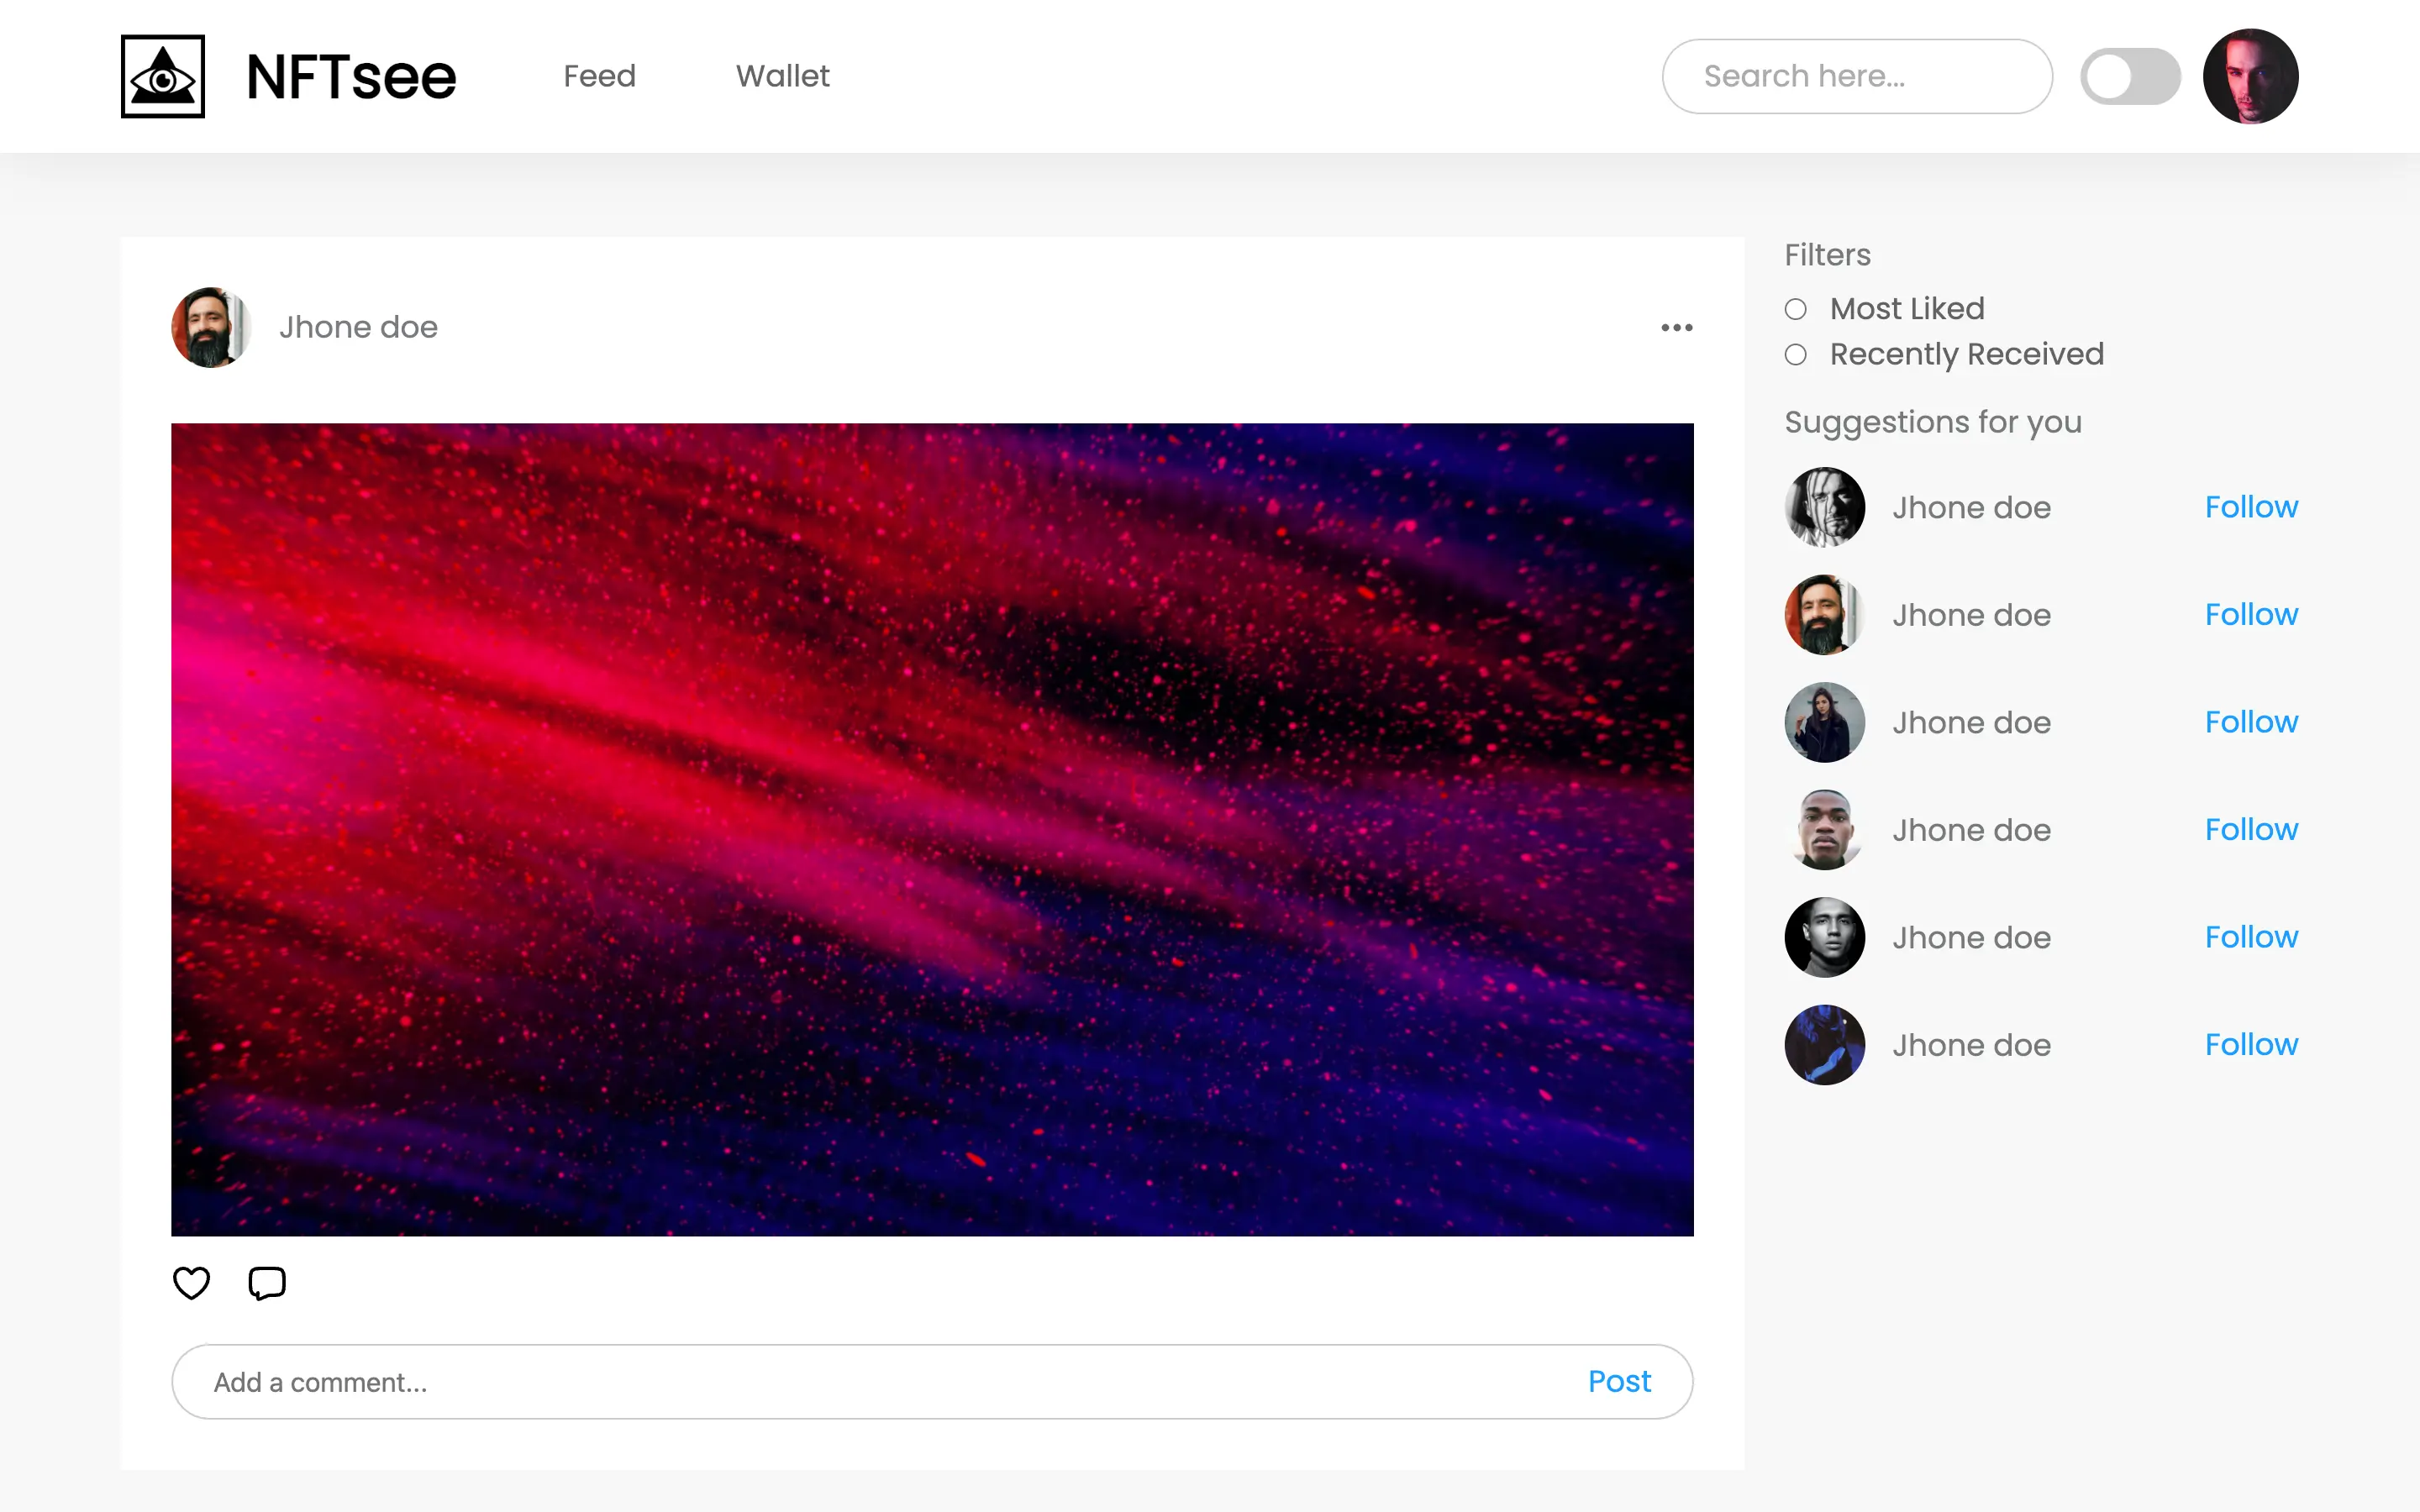 NFTsee
Feed
Wallet
Search here...
Jhone doe
Filters
Most Liked
Recently Received
Suggestions for you
Jhone doe Follow
Jhone doe Follow
Jhone doe Follow
Jhone doe Follow
Jhone doe Follow
Jhone doe Follow
Add a comment...
Post